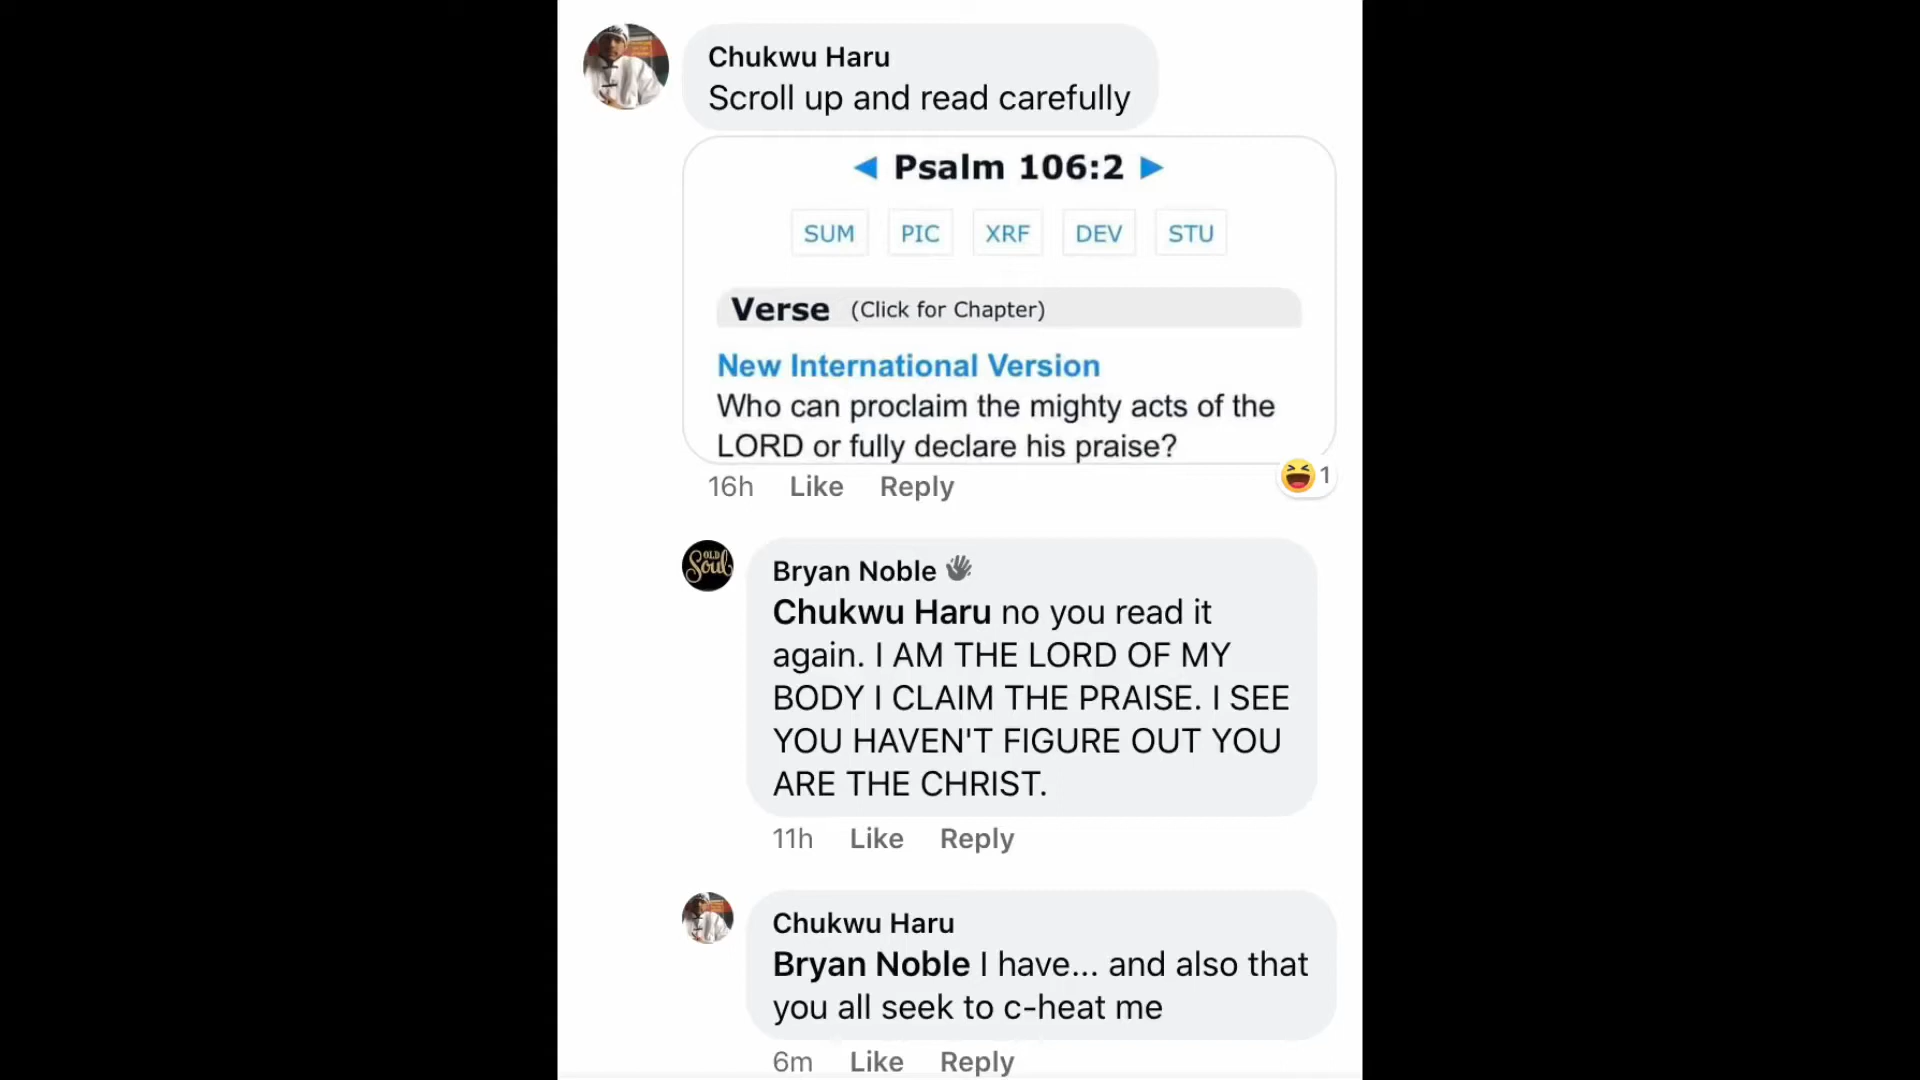 Chukwu Haru
Scroll up and read carefully
◄ Psalm 106:2 ►
SUM PIC XRF DEV STU
Verse (Click for Chapter)
New International Version
Who can proclaim the mighty acts of the
LORD or fully declare his praise?
16h Like Reply
😆 1
OLD
Soul
Bryan Noble 👋
Chukwu Haru no you read it
again. I AM THE LORD OF MY
BODY I CLAIM THE PRAISE. I SEE
YOU HAVEN'T FIGURE OUT YOU
ARE THE CHRIST.
11h Like Reply
Chukwu Haru
Bryan Noble I have... and also that
you all seek to c-heat me
6m Like Reply